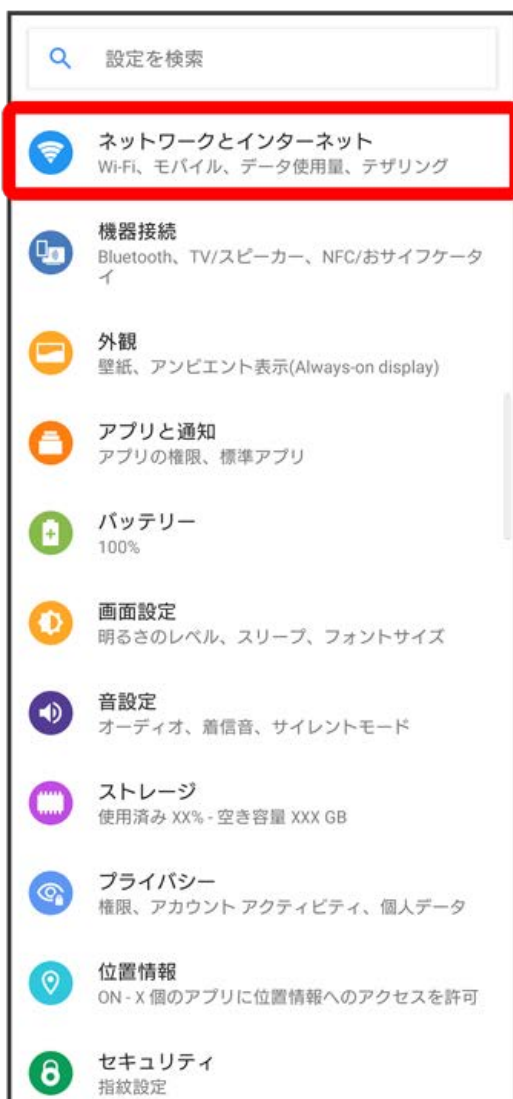 設定を検索
ネットワークとインターネット
Wi-Fi、モバイル、データ使用量、テザリング
機器接続
Bluetooth、TV/スピーカー、NFC/おサイフケータ
イ
外観
壁紙、アンビエント表示(Always-on display)
アプリと通知
アプリの権限、標準アプリ
バッテリー
100%
画面設定
明るさのレベル、スリープ、フォントサイズ
音設定
オーディオ、着信音、サイレントモード
ストレージ
使用済み XX% - 空き容量 XXX GB
プライバシー
権限、アカウント アクティビティ、個人データ
位置情報
ON - X 個のアプリに位置情報へのアクセスを許可
セキュリティ
指紋設定